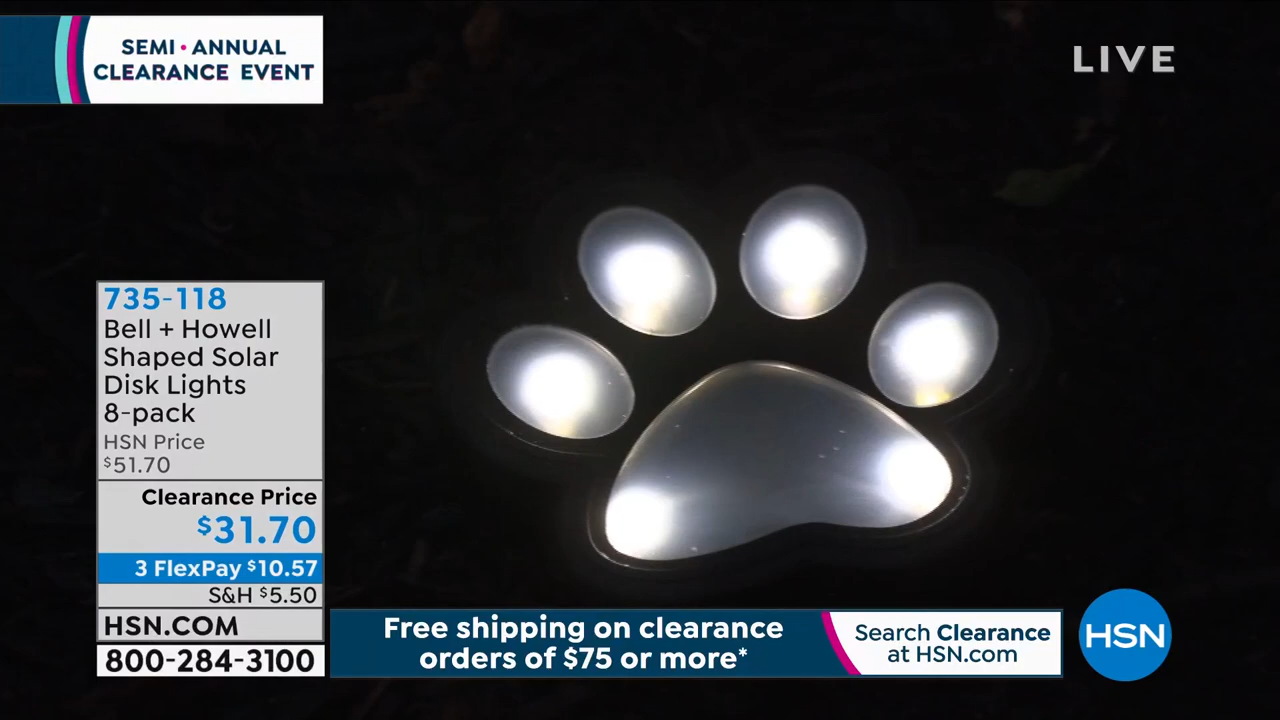 SEMI • ANNUAL
CLEARANCE EVENT
LIVE
735-118
Bell + Howell
Shaped Solar
Disk Lights
8-pack
HSN Price
$51.70
Clearance Price
$31.70
3 FlexPay $10.57
S&H $5.50
HSN.COM
800-284-3100
Free shipping on clearance
orders of $75 or more*
Search Clearance
at HSN.com
HSN